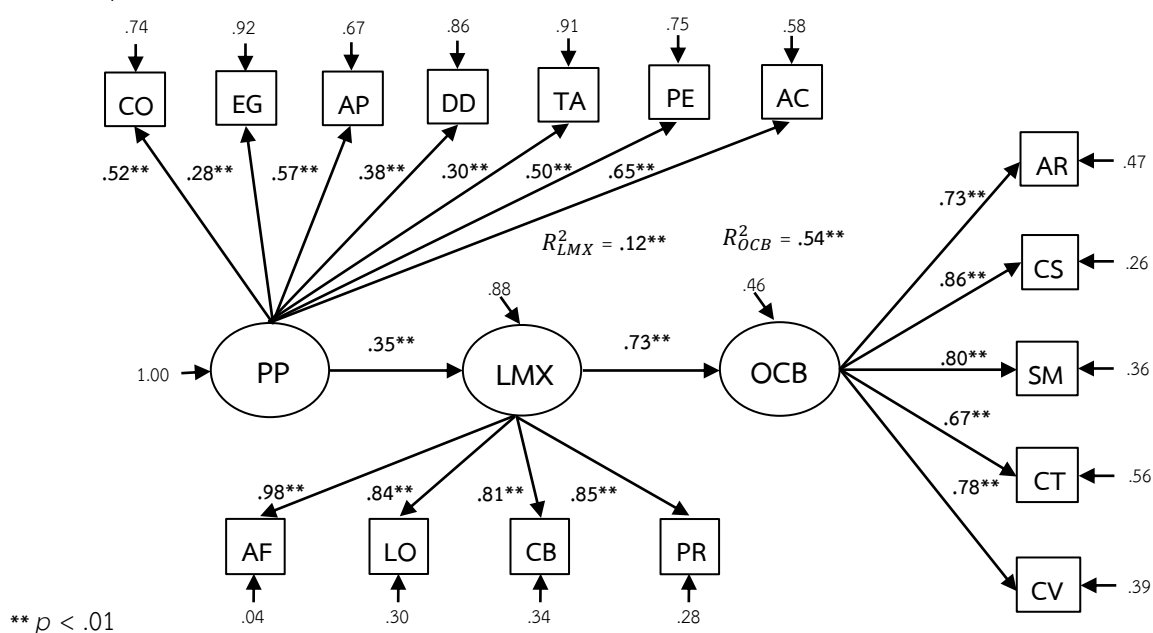 .74 .92 .67 .86 .91 .75 .58
CO EG AP DD TA PE AC
.52** .28** .57** .38** .30** .50** .65**
R²LMX = .12** R²OCB = .54**
AR .47
.73**
CS .26
.86**
.88 .46
1.00 PP .35** LMX .73** OCB .80** SM .36
.67**
CT .56
.78**
.98** .84** .81** .85**
AF LO CB PR
CV .39
.04 .30 .34 .28
** p < .01